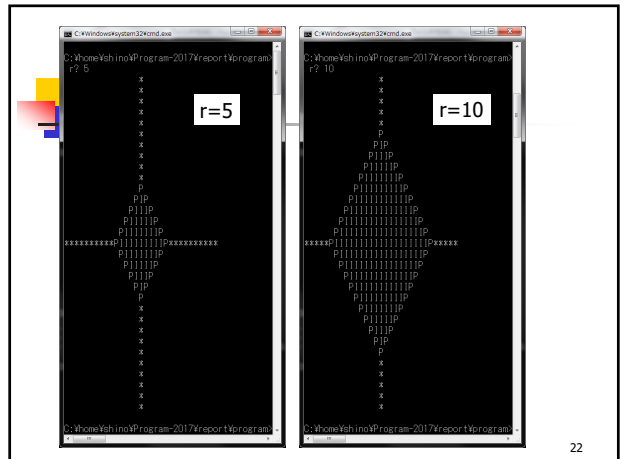 C:¥Windows¥system32¥cmd.exe
C:¥home¥shino¥Program-2017¥report¥program>
r? 5
*
*
*
*
*
*
*
*
*
*
P
P]P
P]]]P
P]]]]]P
P]]]]]]]P
**********P]]]]]]]]]P**********
P]]]]]]]P
P]]]]]P
P]]]P
P]P
P
*
*
*
*
*
*
*
*
*
*
C:¥home¥shino¥Program-2017¥report¥program>
r=5
C:¥Windows¥system32¥cmd.exe
C:¥home¥shino¥Program-2017¥report¥program>
r? 10
*
*
*
*
*
P
P]P
P]]]P
P]]]]]P
P]]]]]]]P
P]]]]]]]]]P
P]]]]]]]]]]]P
P]]]]]]]]]]]]]P
P]]]]]]]]]]]]]]]P
P]]]]]]]]]]]]]]]]]P
*****P]]]]]]]]]]]]]]]]]]]P*****
P]]]]]]]]]]]]]]]]]P
P]]]]]]]]]]]]]]]P
P]]]]]]]]]]]]]P
P]]]]]]]]]]]P
P]]]]]]]]]P
P]]]]]]]P
P]]]]]P
P]]]P
P]P
P
*
*
*
*
*
C:¥home¥shino¥Program-2017¥report¥program>
r=10
22